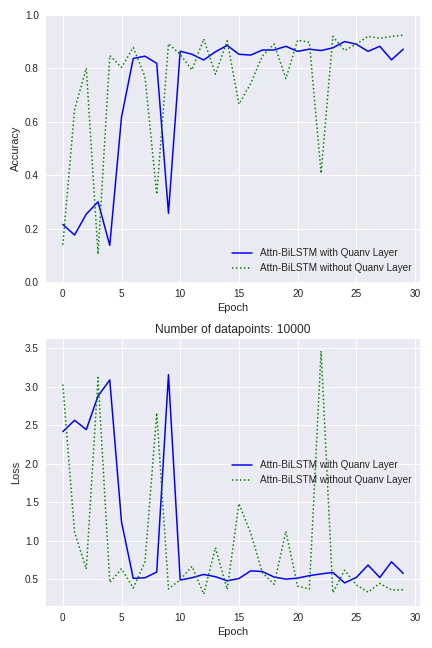 1.0
0.8
0.6
0.4
0.2
0.0
Accuracy
Attn-BiLSTM with Quanv Layer
Attn-BiLSTM without Quanv Layer
0 5 10 15 20 25 30
Epoch
Number of datapoints: 10000
3.5
3.0
2.5
2.0
1.5
1.0
0.5
Loss
Attn-BiLSTM with Quanv Layer
Attn-BiLSTM without Quanv Layer
0 5 10 15 20 25 30
Epoch